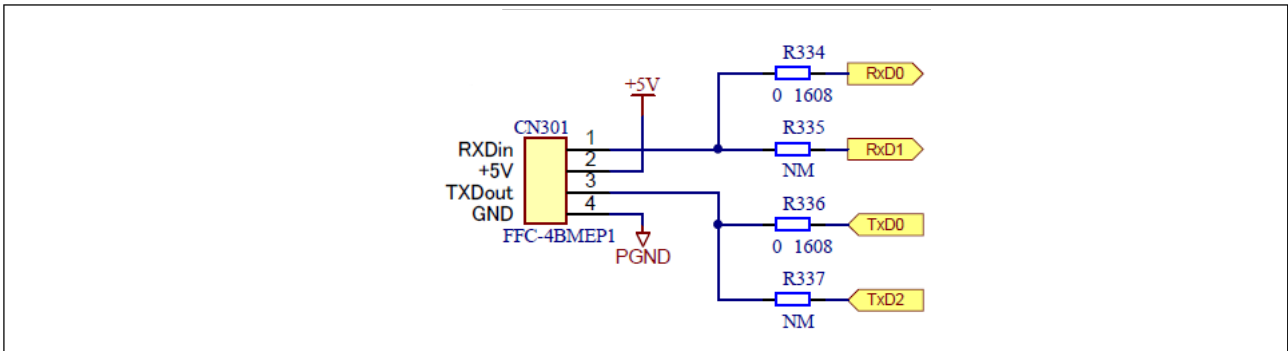 R334
RxD0
+5V
0 1608
CN301
R335
RXDin 1
RxD1
+5V 2
NM
TXDout 3
R336
GND 4
TxD0
FFC-4BMEP1
PGND
0 1608
R337
TxD2
NM